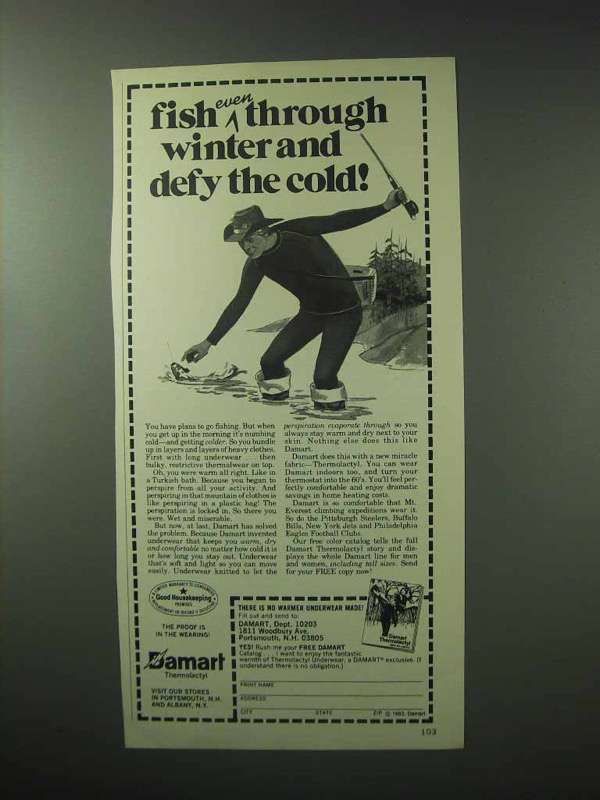 fish even through
winter and
defy the cold!
You have plans to go fishing. But when
you get up in the morning it's numbing
cold—and getting colder. So you bundle
up in layers and layers of heavy clothes.
First with long underwear . . . then
bulky, restrictive thermalwear on top.
Oh, you were warm all right. Like in
a Turkish bath. Because you began to
perspire from all your activity. And
perspiring in that mountain of clothes is
like perspiring in a plastic bag! The
perspiration is locked in. So there you
were. Wet and miserable.
But now, at last, Damart has solved
the problem. Because Damart invented
underwear that keeps you warm, dry
and comfortable no matter how cold it is
or how long you stay out. Underwear
that's soft and light so you can move
easily. Underwear knitted to let the
perspiration evaporate through so you
always stay warm and dry next to your
skin. Nothing else does this like
Damart.
Damart does this with a new miracle
fabric—Thermolactyl. You can wear
Damart indoors too, and turn your
thermostat into the 60's. You'll feel per-
fectly comfortable and enjoy dramatic
savings in home heating costs.
Damart is so comfortable that Mt.
Everest climbing expeditions wear it.
So do the Pittsburgh Steelers, Buffalo
Bills, New York Jets and Philadelphia
Eagles Football Clubs.
Our free color catalog tells the full
Damart Thermolactyl story and dis-
plays the whole Damart line for men
and women, including tall sizes. Send
for your FREE copy now!
Good Housekeeping
PROMISES
THE PROOF IS
IN THE WEARING!
Damart
Thermolactyl
VISIT OUR STORES
IN PORTSMOUTH, N.H.
AND ALBANY, N.Y.
THERE IS NO WARMER UNDERWEAR MADE!
Fill out and send to:
DAMART, Dept. 10203
1811 Woodbury Ave.
Portsmouth, N.H. 03805
YES! Rush me your FREE DAMART
Catalog . . . I want to enjoy the fantastic
warmth of Thermolactyl Underwear, a DAMART® exclusive. (I
understand there is no obligation.)
PRINT NAME
ADDRESS
CITY STATE ZIP © 1983, Damart
Damart
Thermolactyl
103